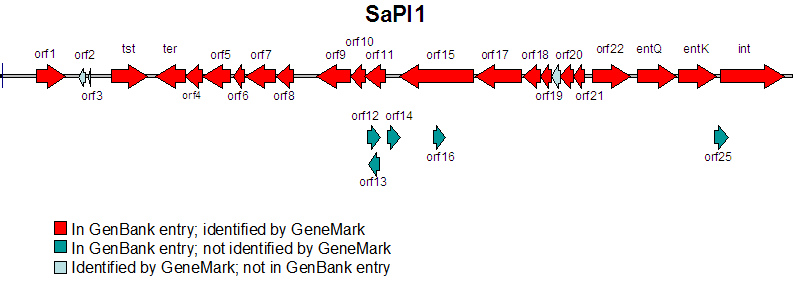 SaPI1
orf10
orf1 orf2 tst ter orf5 orf7 orf9 orf11 orf15 orf17 orf18 orf20 orf22 entQ entK int
orf3 orf4 orf6 orf8 orf19 orf21
orf12 orf14
orf16 orf25
orf13
In GenBank entry; identified by GeneMark
In GenBank entry; not identified by GeneMark
Identified by GeneMark; not in GenBank entry